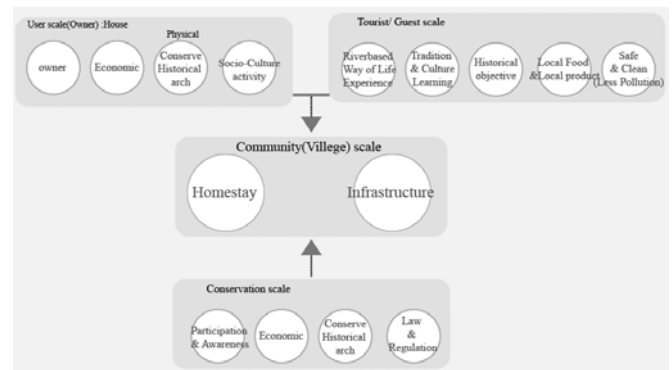 User scale(Owner) :House
Physical
owner
Economic
Conserve
Historical
arch
Socio-Culture
activity
Tourist/ Guest scale
Riverbased
Way of Life
Experience
Tradition
& Culture
Learning
Historical
objective
Local Food
&Local product
Safe
& Clean
(Less Pollution)
Community(Villege) scale
Homestay
Infrastructure
Conservation scale
Participation
& Awareness
Economic
Conserve
Historical
arch
Law
&
Regulation